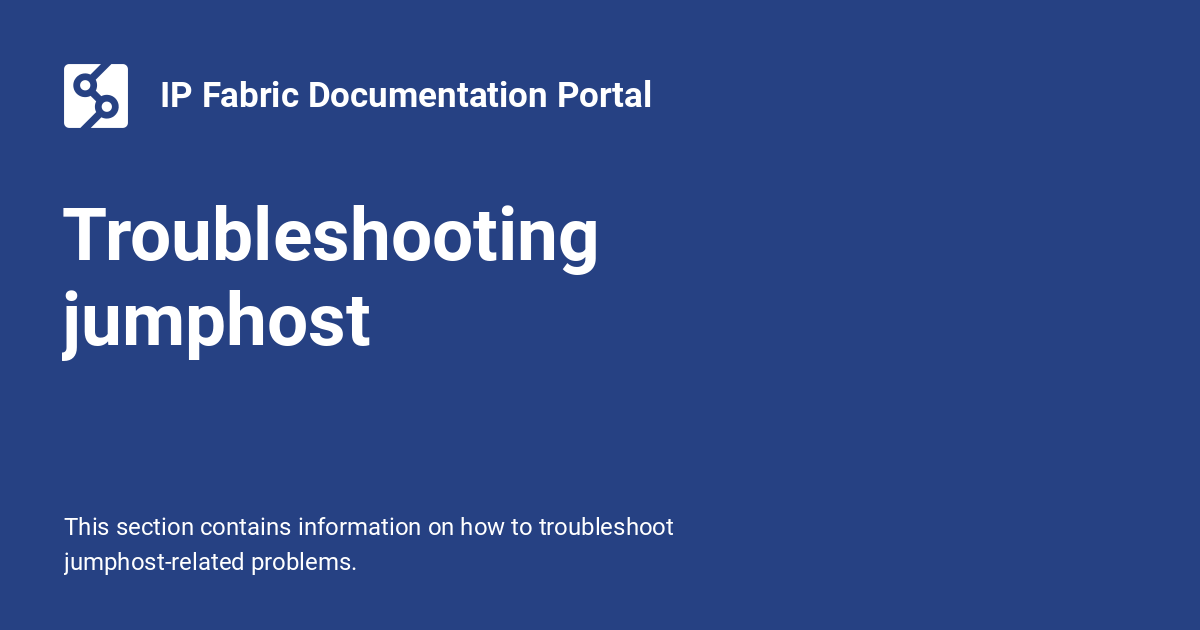 IP Fabric Documentation Portal
Troubleshooting
jumphost
This section contains information on how to troubleshoot
jumphost-related problems.